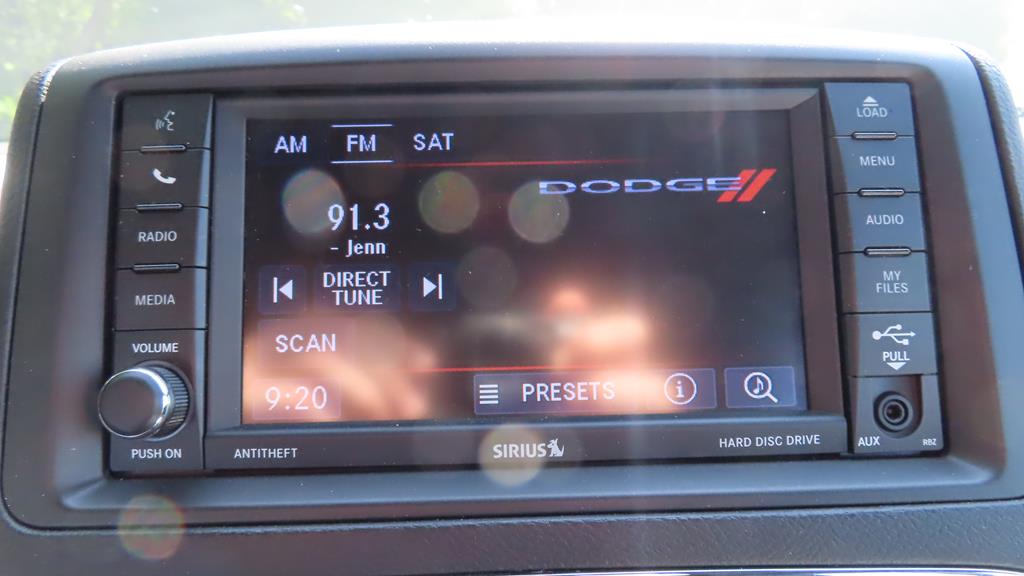 AM FM SAT
DODGE
91.3
- Jenn
DIRECT
TUNE
SCAN
9:20
PRESETS
i
RADIO
MEDIA
VOLUME
PUSH ON
LOAD
MENU
AUDIO
MY
FILES
PULL
AUX
RBZ
ANTITHEFT
SIRIUS
HARD DISC DRIVE